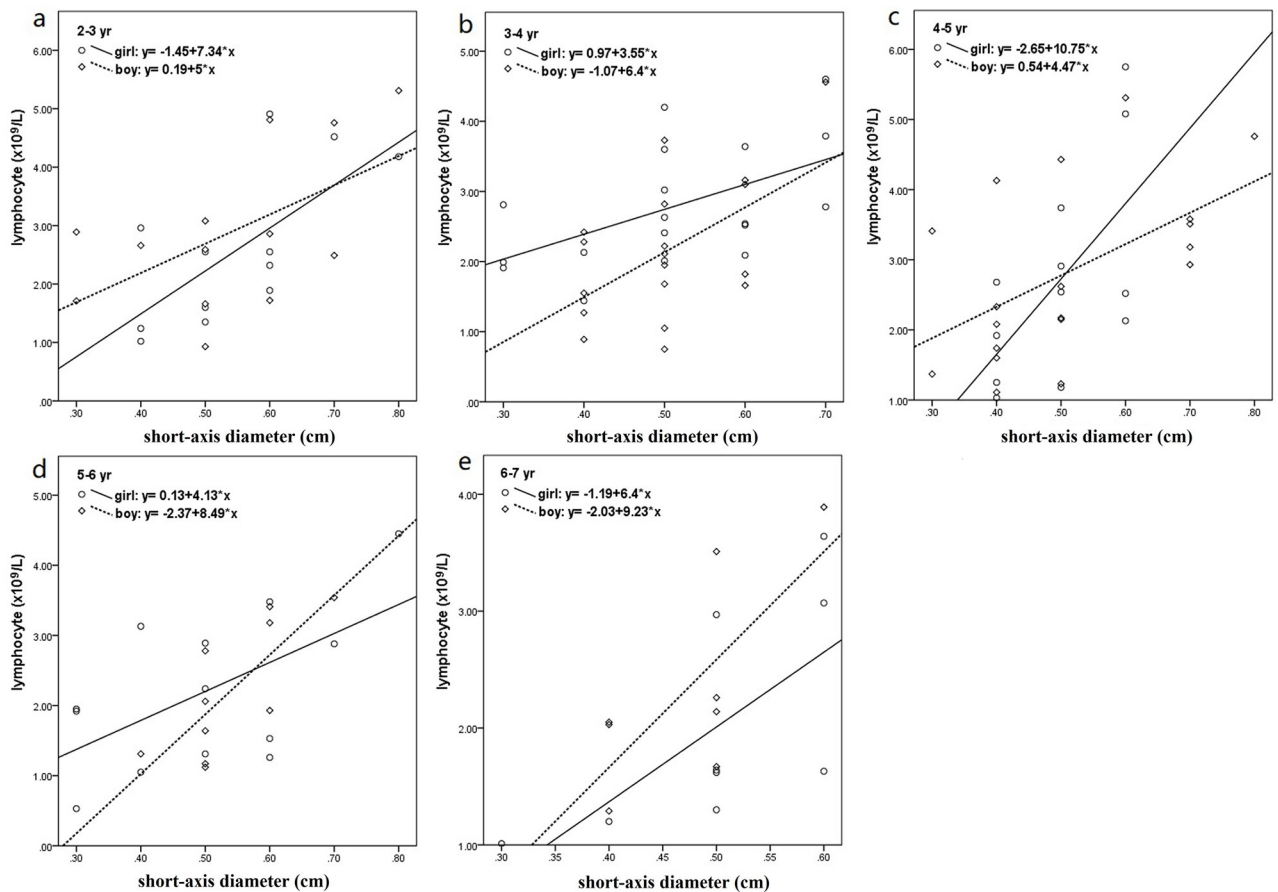 a
2-3 yr
girl: y= -1.45+7.34*x
boy: y= 0.19+5*x
lymphocyte (x10⁹/L)
6.00
5.00
4.00
3.00
2.00
1.00
.00
.30 .40 .50 .60 .70 .80
short-axis diameter (cm)
b
3-4 yr
girl: y= 0.97+3.55*x
boy: y= -1.07+6.4*x
lymphocyte (x10⁹/L)
5.00
4.00
3.00
2.00
1.00
.00
.30 .40 .50 .60 .70
short-axis diameter (cm)
c
4-5 yr
girl: y= -2.65+10.75*x
boy: y= 0.54+4.47*x
lymphocyte (x10⁹/L)
6.00
5.00
4.00
3.00
2.00
1.00
.30 .40 .50 .60 .70 .80
short-axis diameter (cm)
d
5-6 yr
girl: y= 0.13+4.13*x
boy: y= -2.37+8.49*x
lymphocyte (x10⁹/L)
5.00
4.00
3.00
2.00
1.00
.00
.30 .40 .50 .60 .70 .80
short-axis diameter (cm)
e
6-7 yr
girl: y= -1.19+6.4*x
boy: y= -2.03+9.23*x
lymphocyte (x10⁹/L)
4.00
3.00
2.00
1.00
.30 .35 .40 .45 .50 .55 .60
short-axis diameter (cm)